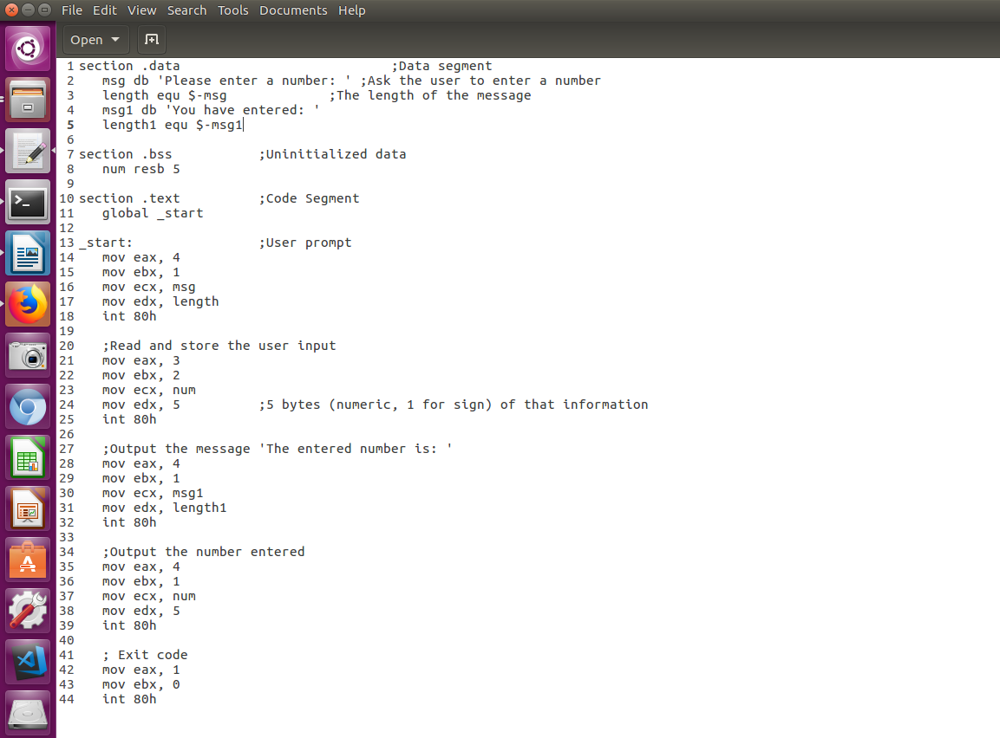 File Edit View Search Tools Documents Help
Open
1 section .data                           ;Data segment
2    msg db 'Please enter a number: ' ;Ask the user to enter a number
3    length equ $-msg             ;The length of the message
4    msg1 db 'You have entered: '
5    length1 equ $-msg1
6
7 section .bss           ;Uninitialized data
8    num resb 5
9
10 section .text          ;Code Segment
11    global _start
12
13 _start:                ;User prompt
14    mov eax, 4
15    mov ebx, 1
16    mov ecx, msg
17    mov edx, length
18    int 80h
19
20    ;Read and store the user input
21    mov eax, 3
22    mov ebx, 2
23    mov ecx, num
24    mov edx, 5          ;5 bytes (numeric, 1 for sign) of that information
25    int 80h
26
27    ;Output the message 'The entered number is: '
28    mov eax, 4
29    mov ebx, 1
30    mov ecx, msg1
31    mov edx, length1
32    int 80h
33
34    ;Output the number entered
35    mov eax, 4
36    mov ebx, 1
37    mov ecx, num
38    mov edx, 5
39    int 80h
40
41    ; Exit code
42    mov eax, 1
43    mov ebx, 0
44    int 80h